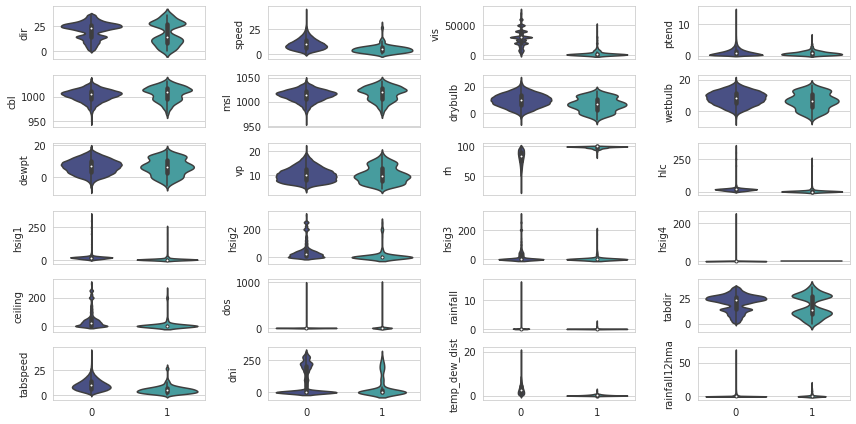 dir
25
0
speed
25
0
vis
50000
0
ptend
10
0
cbl
1000
950
msl
1050
1000
950
drybulb
20
0
wetbulb
20
0
dewpt
20
0
vp
20
10
rh
100
50
hlc
250
0
hsig1
250
0
hsig2
200
0
hsig3
200
0
hsig4
200
0
ceiling
200
0
dos
1000
0
rainfall
10
0
tabdir
25
0
tabspeed
25
0
0
1
dni
250
0
0
1
temp_dew_dist
20
0
0
1
rainfall12hma
50
0
0
1